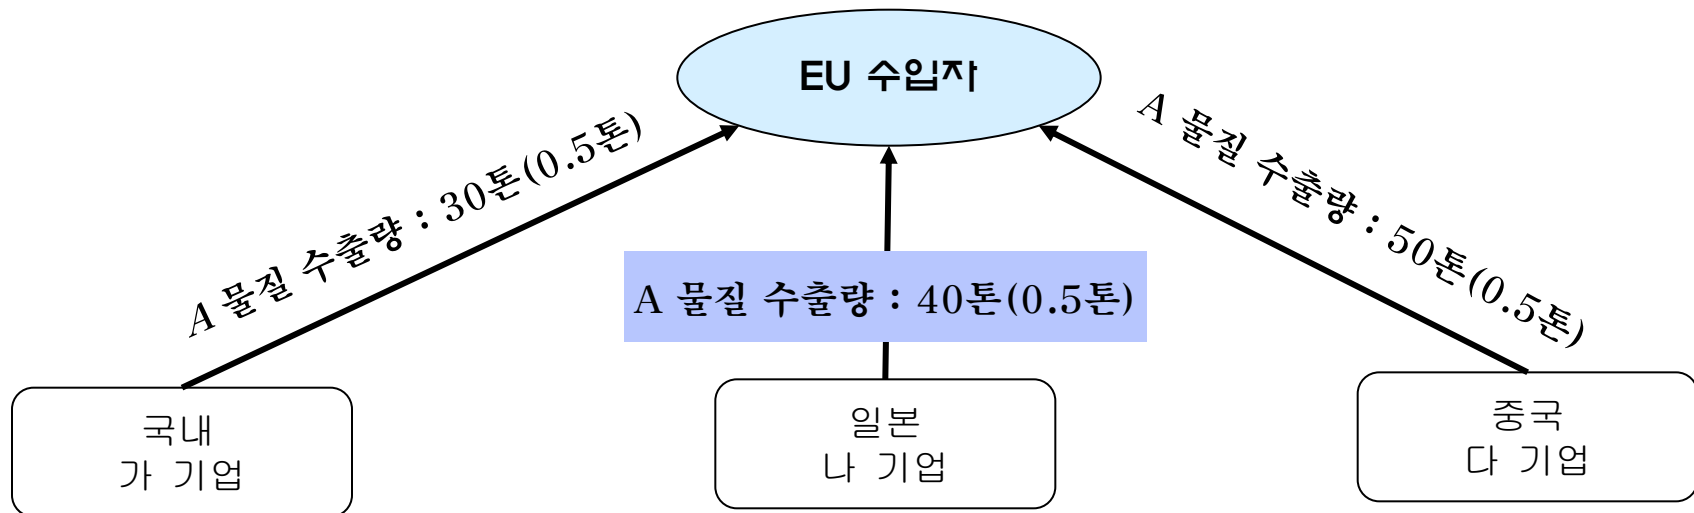 EU 수입자
A 물질 수출량 : 30톤(0.5톤)
A 물질 수출량 : 40톤(0.5톤)
A 물질 수출량 : 50톤(0.5톤)
국내
가 기업
일본
나 기업
중국
다 기업